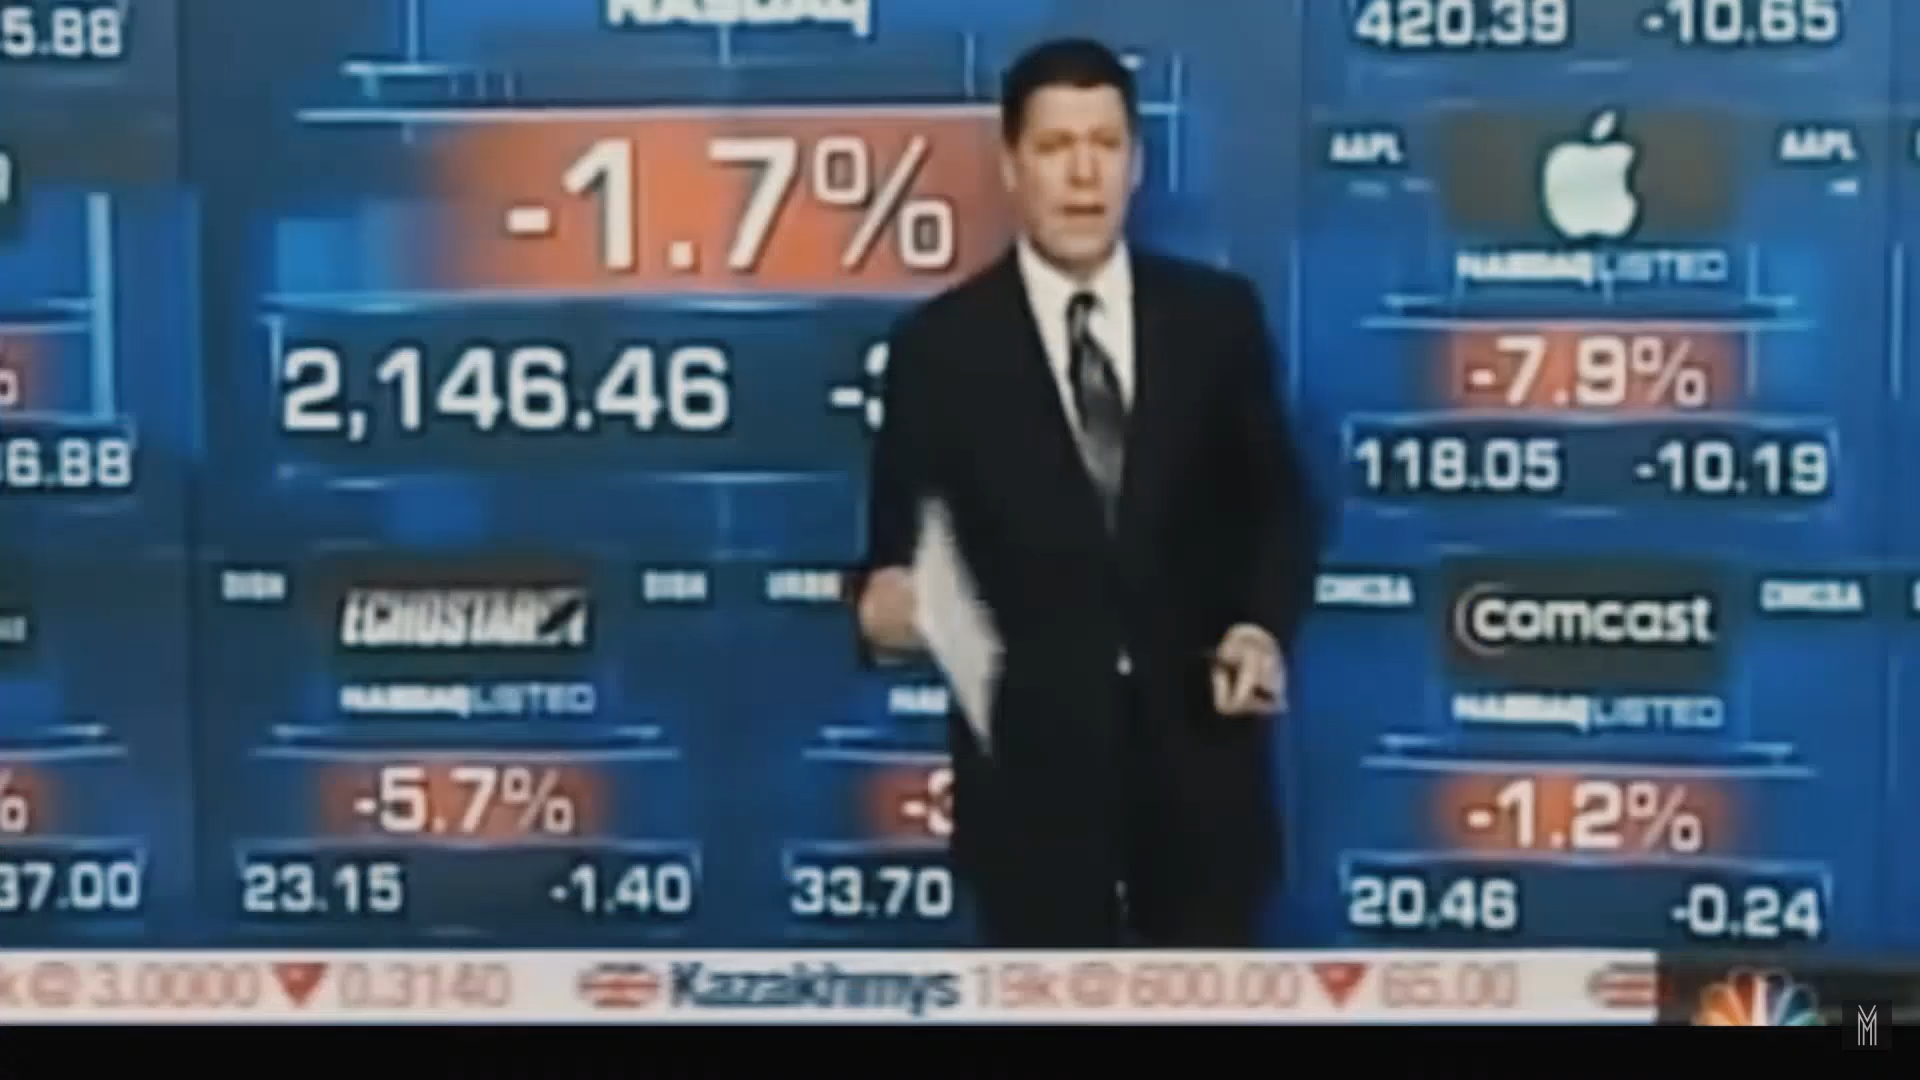 5.88
NASDAQ
420.39 -10.65
-1.7%
AAPL AAPL
NASDAQ LISTED
2,146.46
-7.9%
6.88
118.05 -10.19
DISH ECHOSTAR DISH URBN
CMCSA comcast CMCSA
NASDAQ LISTED
NASDAQ LISTED
-5.7%
-1.2%
37.00
23.15 -1.40
33.70
20.46 -0.24
k@3.0000▼0.3140 Kazakhmys 19k@600.00▼65.00
M